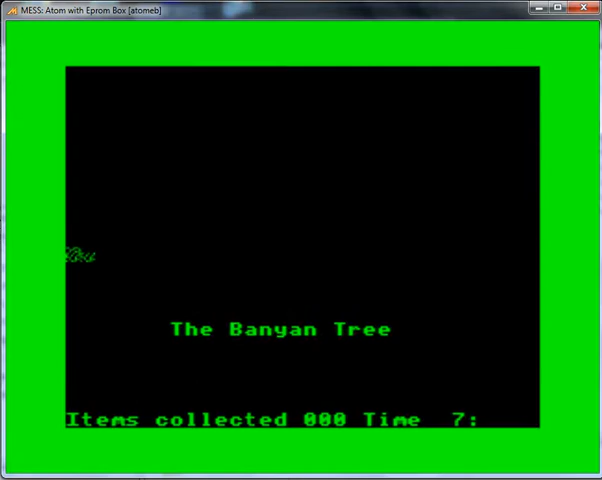 MESS: Atom with Eprom Box [atomeb]
The Banyan Tree
Items collected 000 Time 7: